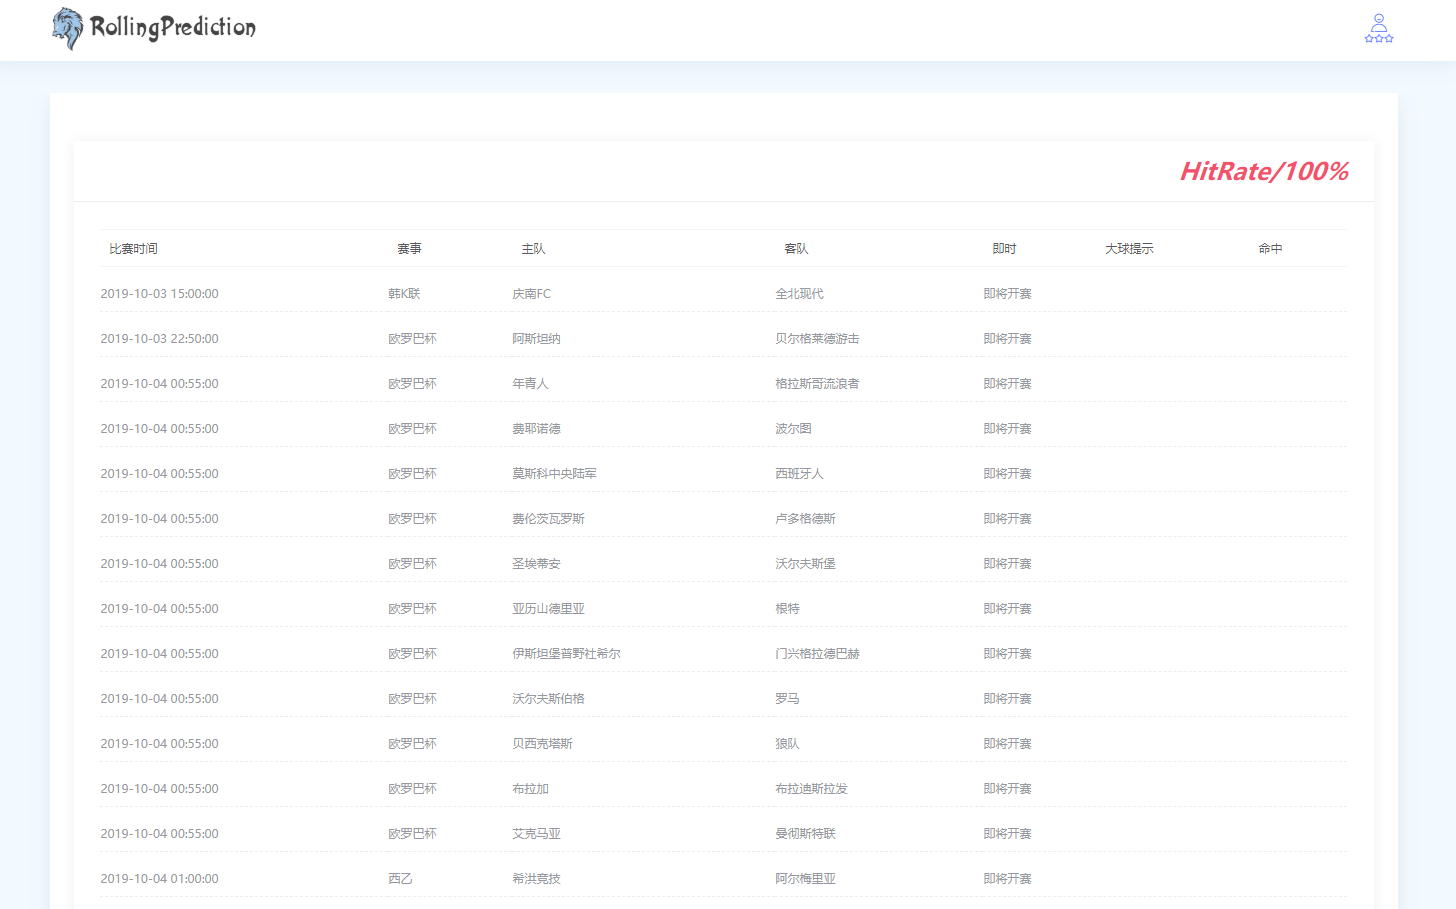 RollingPrediction
HitRate/100%
比赛时间 赛事 主队 客队 即时 大球提示 命中
2019-10-03 15:00:00 韩K联 庆南FC 全北现代 即将开赛
2019-10-03 22:50:00 欧罗巴杯 阿斯坦纳 贝尔格莱德游击 即将开赛
2019-10-04 00:55:00 欧罗巴杯 年青人 格拉斯哥流浪者 即将开赛
2019-10-04 00:55:00 欧罗巴杯 费耶诺德 波尔图 即将开赛
2019-10-04 00:55:00 欧罗巴杯 莫斯科中央陆军 西班牙人 即将开赛
2019-10-04 00:55:00 欧罗巴杯 费伦茨瓦罗斯 卢多格德斯 即将开赛
2019-10-04 00:55:00 欧罗巴杯 圣埃蒂安 沃尔夫斯堡 即将开赛
2019-10-04 00:55:00 欧罗巴杯 亚历山德里亚 根特 即将开赛
2019-10-04 00:55:00 欧罗巴杯 伊斯坦堡普野社希尔 门兴格拉德巴赫 即将开赛
2019-10-04 00:55:00 欧罗巴杯 沃尔夫斯伯格 罗马 即将开赛
2019-10-04 00:55:00 欧罗巴杯 贝西克塔斯 狼队 即将开赛
2019-10-04 00:55:00 欧罗巴杯 布拉加 布拉迪斯拉发 即将开赛
2019-10-04 00:55:00 欧罗巴杯 艾克马亚 曼彻斯特联 即将开赛
2019-10-04 01:00:00 西乙 希洪竞技 阿尔梅里亚 即将开赛